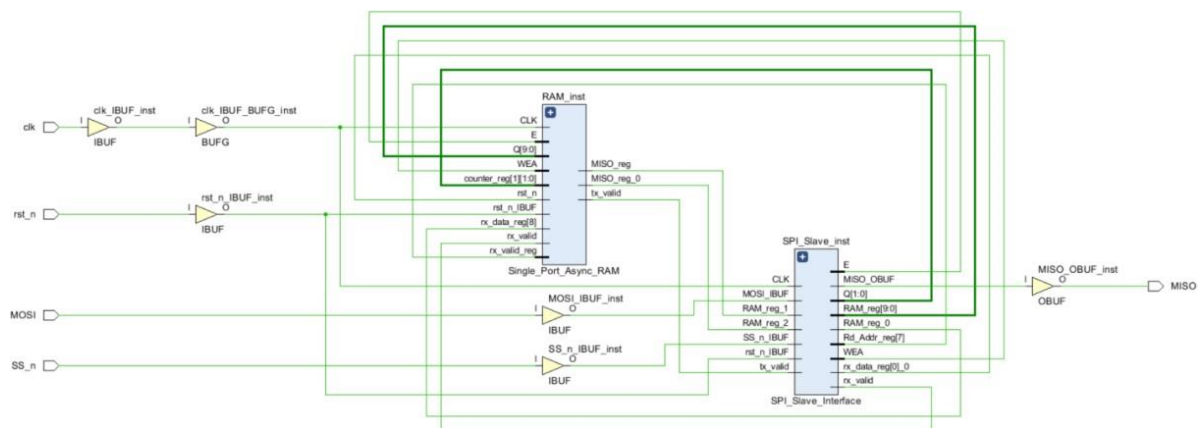 clk
clk_IBUF_inst
I
O
IBUF
clk_IBUF_BUFG_inst
I
O
BUFG
rst_n
rst_n_IBUF_inst
I
O
IBUF
MOSI
MOSI_IBUF_inst
I
O
IBUF
SS_n
SS_n_IBUF_inst
I
O
IBUF
RAM_inst
CLK
E
Q[9:0]
WEA
counter_reg[1][1:0]
rst_n
rst_n_IBUF
rx_data_reg[8]
rx_valid
rx_valid_reg
MISO_reg
MISO_reg_0
tx_valid
Single_Port_Async_RAM
SPI_Slave_inst
CLK
MOSI_IBUF
RAM_reg_1
RAM_reg_2
SS_n_IBUF
rst_n_IBUF
tx_valid
E
MISO_OBUF
Q[1:0]
RAM_reg[9:0]
RAM_reg_0
Rd_Addr_reg[7]
WEA
rx_data_reg[0]_0
rx_valid
SPI_Slave_Interface
MISO_OBUF_inst
I
O
OBUF
MISO